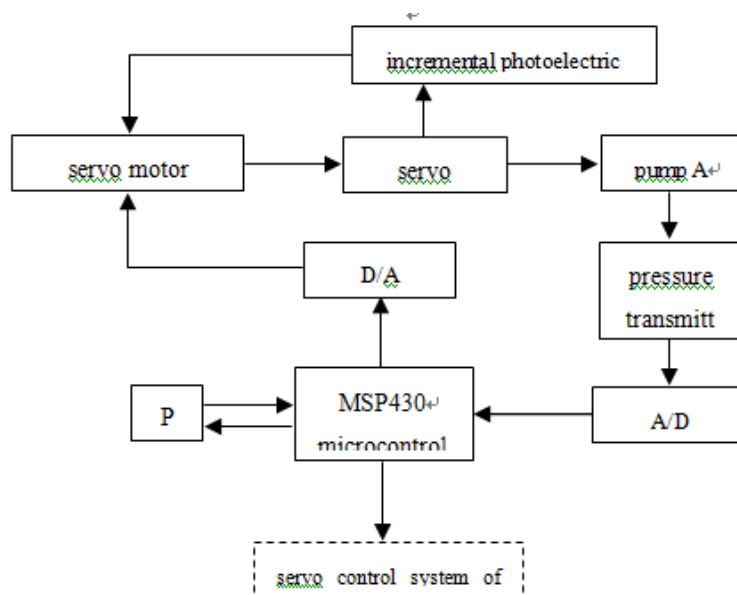 incremental photoelectric
servo motor
servo
pump A
D/A
pressure
transmitt
P
MSP430
microcontrol
A/D
servo control system of